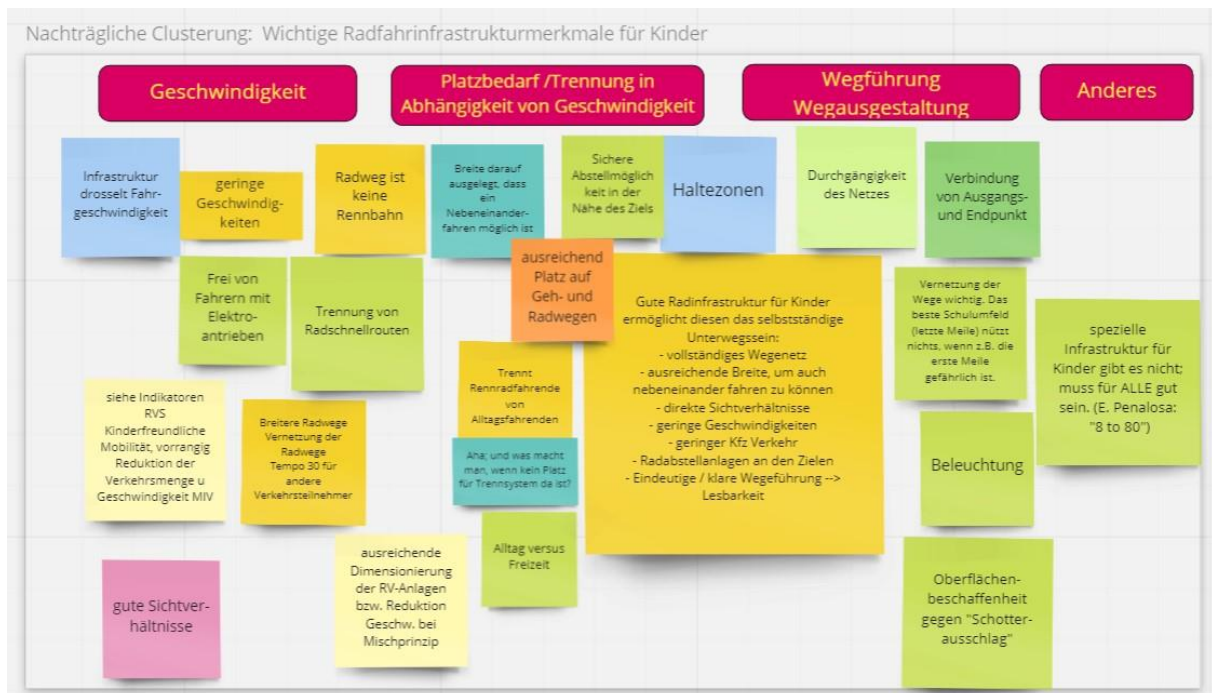 Nachträgliche Clusterung: Wichtige Radfahrinfrastrukturmerkmale für Kinder
Geschwindigkeit
Platzbedarf /Trennung in
Abhängigkeit von Geschwindigkeit
Wegführung
Wegausgestaltung
Anderes
Infrastruktur
drosselt Fahr-
geschwindigkeit
geringe
Geschwindig-
keiten
Radweg ist
keine
Rennbahn
Breite darauf
ausgelegt, dass
ein
Nebeneinander-
fahren möglich ist
Sichere
Abstellmöglich
keit in der
Nähe des Ziels
Haltezonen
Durchgängigkeit
des Netzes
Verbindung
von Ausgangs-
und Endpunkt
Frei von
Fahrern mit
Elektro-
antrieben
Trennung von
Radschnellrouten
ausreichend
Platz auf
Geh- und
Radwegen
Gute Radinfrastruktur für Kinder
ermöglicht diesen das selbstständige
Unterwegssein:
- vollständiges Wegenetz
- ausreichende Breite, um auch
nebeneinander fahren zu können
- direkte Sichtverhältnisse
- geringe Geschwindigkeiten
- geringer Kfz Verkehr
- Radabstellanlagen an den Zielen
- Eindeutige / klare Wegeführung -->
Lesbarkeit
Vernetzung der
Wege wichtig. Das
beste Schulumfeld
(letzte Meile) nützt
nichts, wenn z.B. die
erste Meile
gefährlich ist.
spezielle
Infrastruktur für
Kinder gibt es nicht;
muss für ALLE gut
sein. (E. Penalosa:
"8 to 80")
siehe Indikatoren
RVS
Kinderfreundliche
Mobilität, vorrangig
Reduktion der
Verkehrsmenge u
Geschwindigkeit MIV
Breitere Radwege
Vernetzung der
Radwege
Tempo 30 für
andere
Verkehrsteilnehmer
Trennt
Rennradfahrende
von
Alltagsfahrenden
Aha; und was macht
man, wenn kein Platz
für Trennsystem da ist?
Beleuchtung
gute Sichtver-
hältnisse
ausreichende
Dimensionierung
der RV-Anlagen
bzw. Reduktion
Geschw. bei
Mischprinzip
Alltag versus
Freizeit
Oberflächen-
beschaffenheit
gegen "Schotter-
ausschlag"